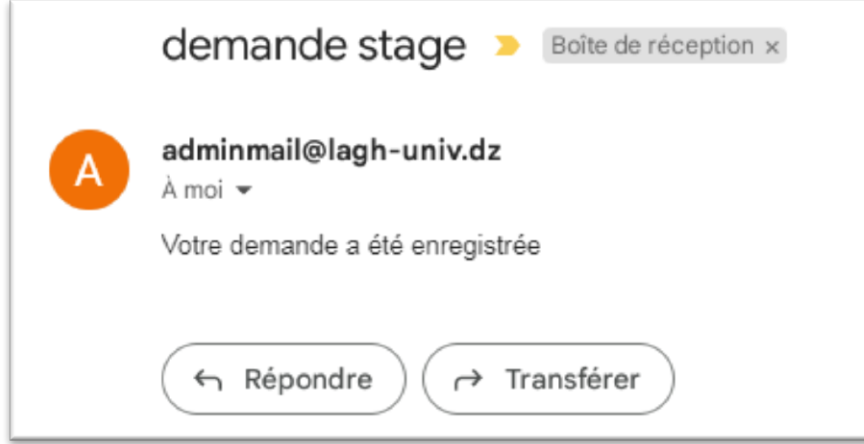 demande stage Boîte de réception ×
A
adminmail@lagh-univ.dz
À moi
Votre demande a été enregistrée
Répondre Transférer